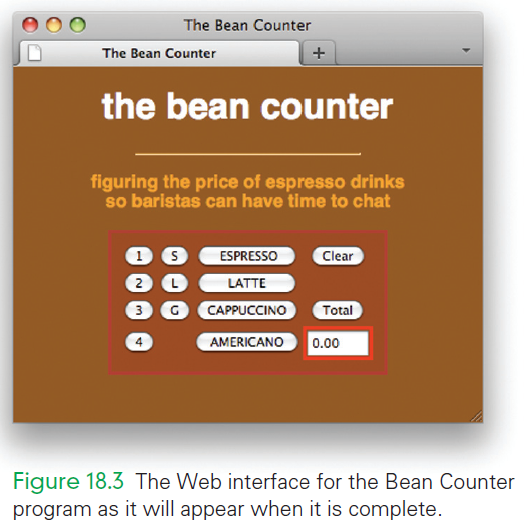 The Bean Counter
The Bean Counter
the bean counter
figuring the price of espresso drinks
so baristas can have time to chat
1 S ESPRESSO Clear
2 L LATTE
3 G CAPPUCCINO Total
4 AMERICANO 0.00
Figure 18.3 The Web interface for the Bean Counter
program as it will appear when it is complete.